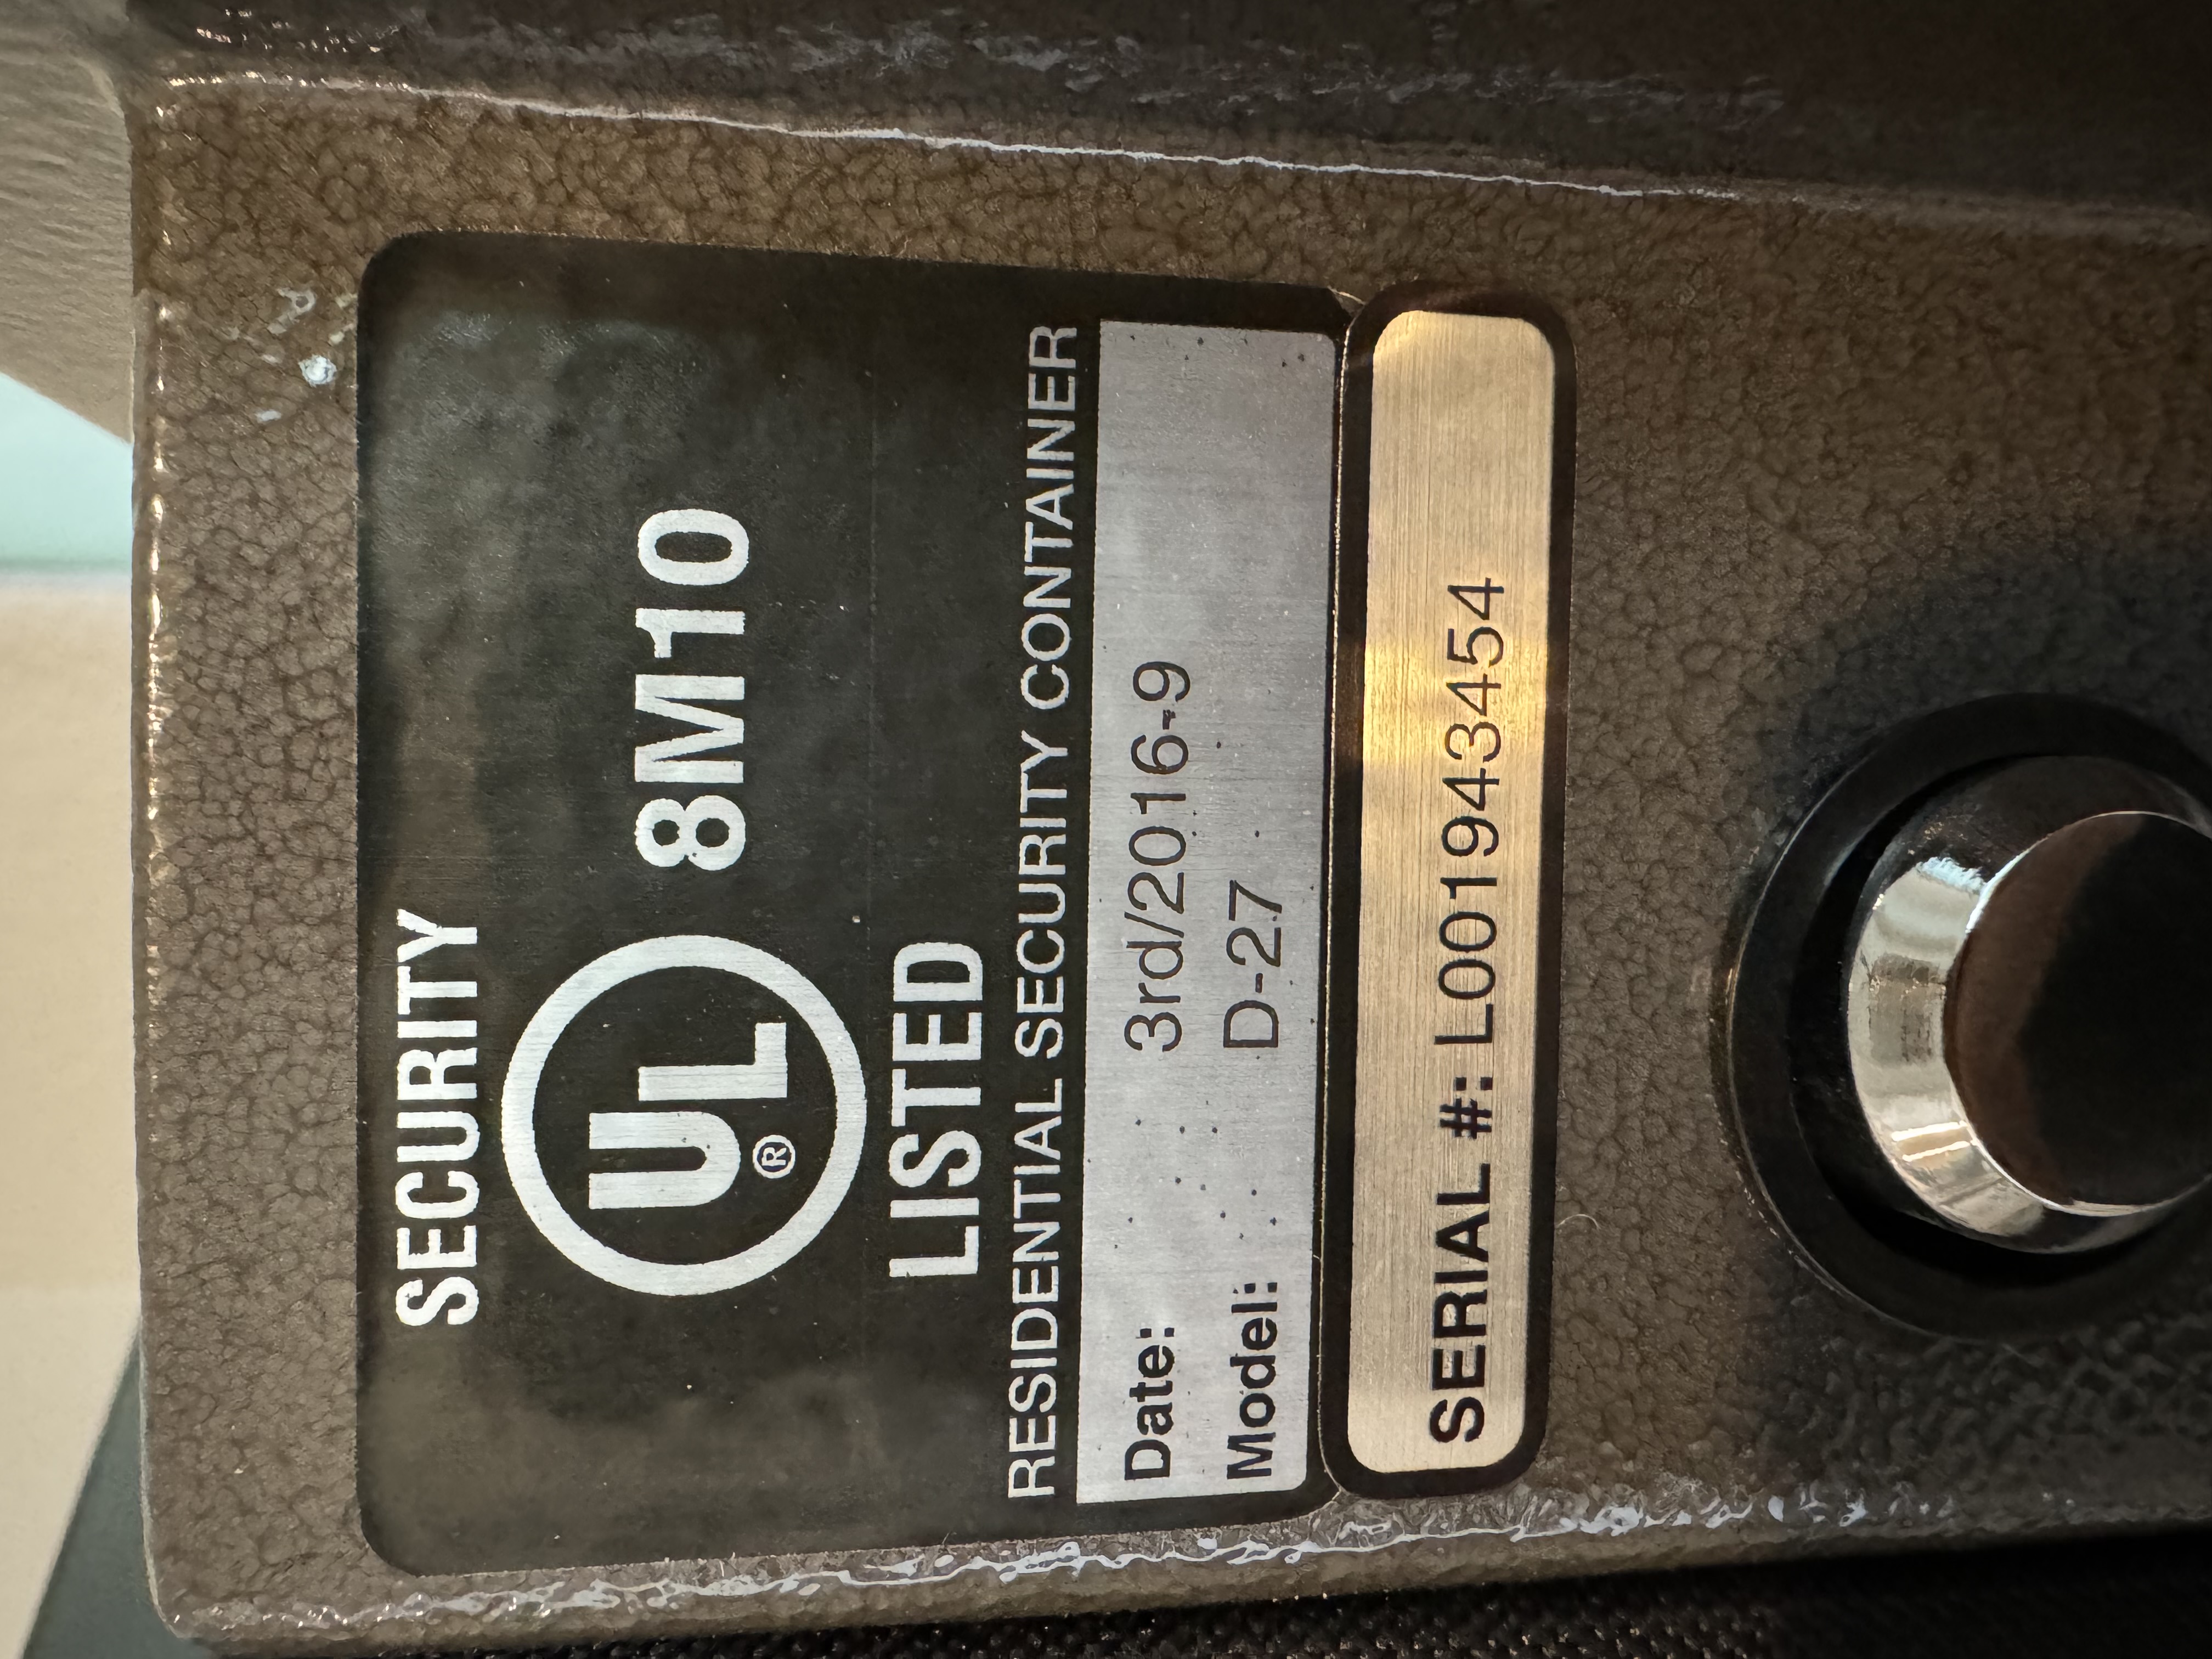 SECURITY
UL® 8M10
LISTED
RESIDENTIAL SECURITY CONTAINER
Date: 3rd/2016-9
Model: D-27
SERIAL #: L001943454